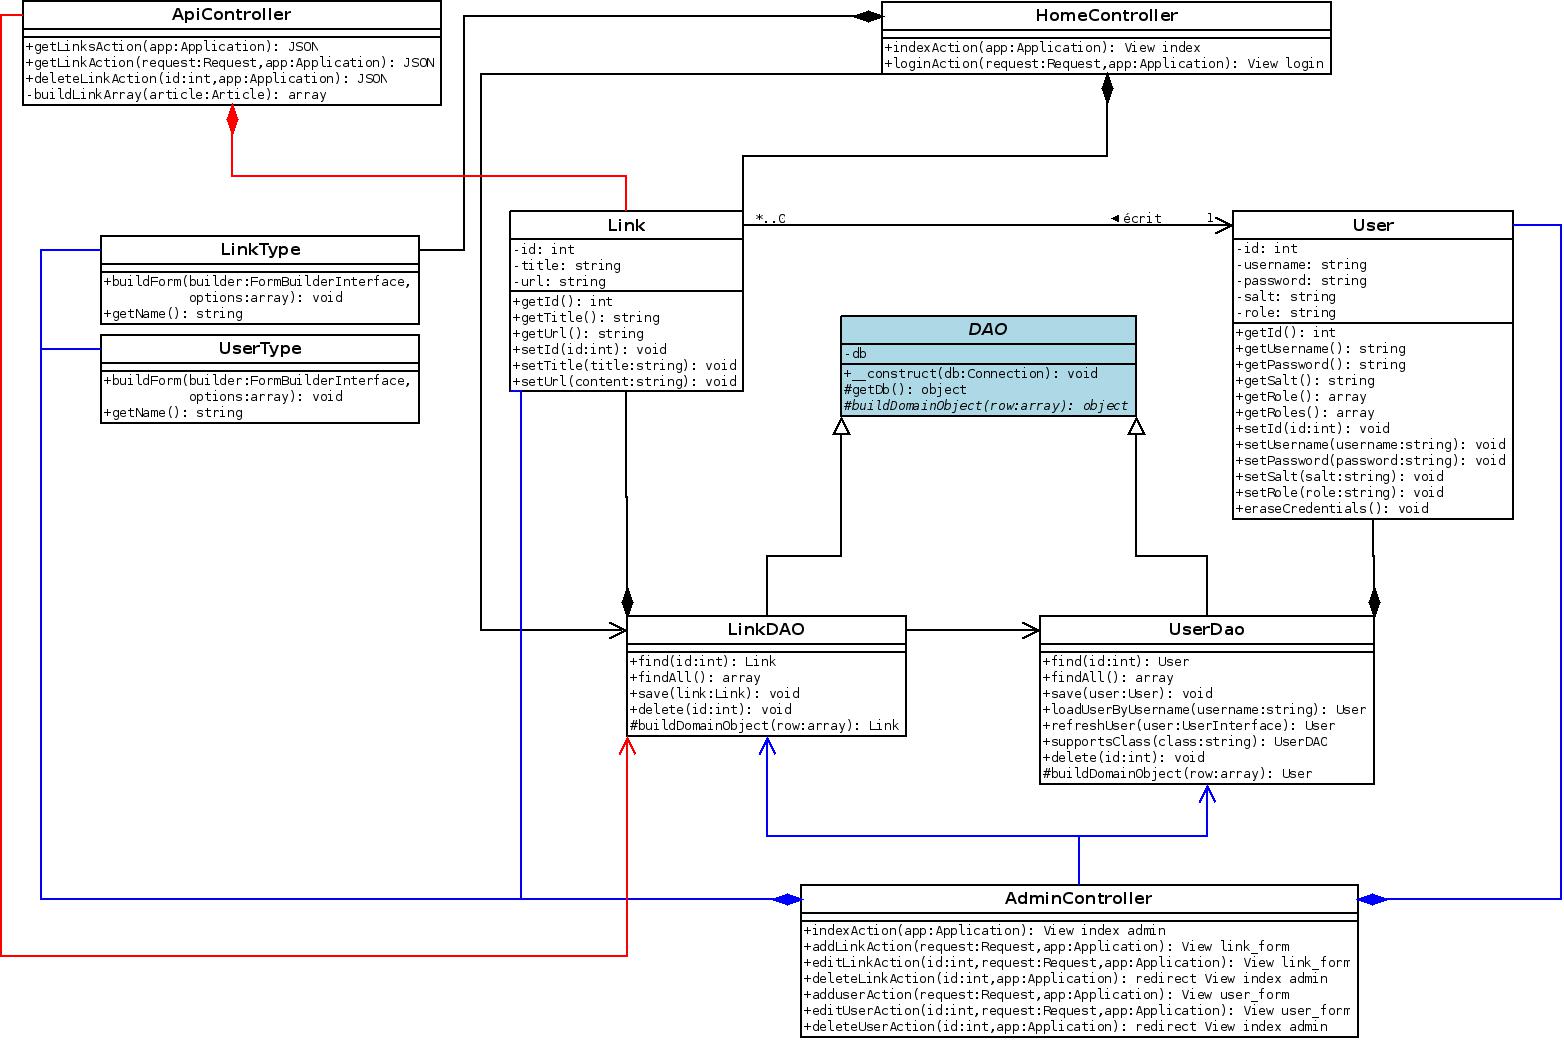 ApiController
+getLinksAction(app:Application): JSON
+getLinkAction(request:Request,app:Application): JSON
+deleteLinkAction(id:int,app:Application): JSON
-buildLinkArray(article:Article): array
HomeController
+indexAction(app:Application): View index
+loginAction(request:Request,app:Application): View login
LinkType
+buildForm(builder:FormBuilderInterface,
options:array): void
+getName(): string
UserType
+buildForm(builder:FormBuilderInterface,
options:array): void
+getName(): string
Link
-id: int
-title: string
-url: string
+getId(): int
+getTitle(): string
+getUrl(): string
+setId(id:int): void
+setTitle(title:string): void
+setUrl(content:string): void
*..0
◄ écrit
1
User
-id: int
-username: string
-password: string
-salt: string
-role: string
+getId(): int
+getUsername(): string
+getPassword(): string
+getSalt(): string
+getRole(): array
+getRoles(): array
+setId(id:int): void
+setUsername(username:string): void
+setPassword(password:string): void
+setSalt(salt:string): void
+setRole(role:string): void
+eraseCredentials(): void
DAO
-db
+__construct(db:Connection): void
#getDb(): object
#buildDomainObject(row:array): object
LinkDAO
+find(id:int): Link
+findAll(): array
+save(link:Link): void
+delete(id:int): void
#buildDomainObject(row:array): Link
UserDao
+find(id:int): User
+findAll(): array
+save(user:User): void
+loadUserByUsername(username:string): User
+refreshUser(user:UserInterface): User
+supportsClass(class:string): UserDAO
+delete(id:int): void
#buildDomainObject(row:array): User
AdminController
+indexAction(app:Application): View index admin
+addLinkAction(request:Request,app:Application): View link_form
+editLinkAction(id:int,request:Request,app:Application): View link_form
+deleteLinkAction(id:int,app:Application): redirect View index admin
+adduserAction(request:Request,app:Application): View user_form
+editUserAction(id:int,request:Request,app:Application): View user_form
+deleteUserAction(id:int,app:Application): redirect View index admin